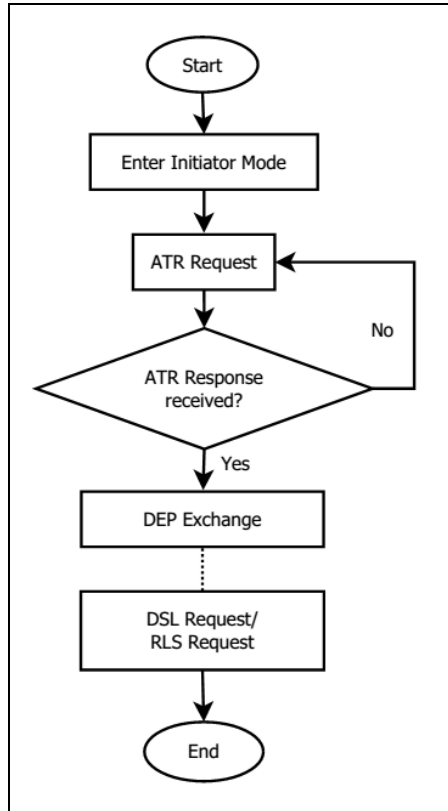 Start
Enter Initiator Mode
ATR Request
No
ATR Response
received?
Yes
DEP Exchange
DSL Request/
RLS Request
End